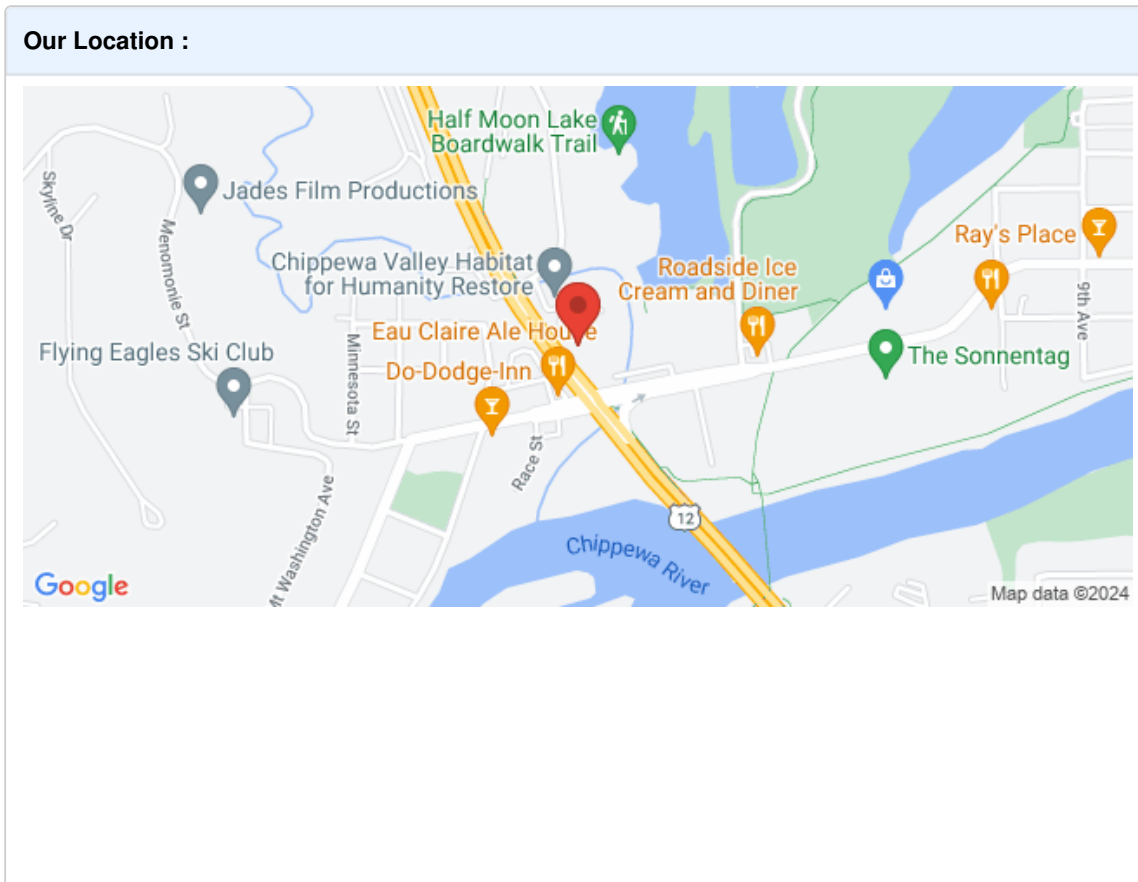 Our Location :
Half Moon Lake
Boardwalk Trail
Skyline Dr
Jades Film Productions
Menomonie St
Ray's Place
Chippewa Valley Habitat
for Humanity Restore
Roadside Ice
Cream and Diner
9th Ave
Eau Claire Ale House
Minnesota St
Flying Eagles Ski Club
The Sonnentag
Do-Dodge-Inn
Race St
Mt Washington Ave
12
Chippewa River
Google
Map data ©2024